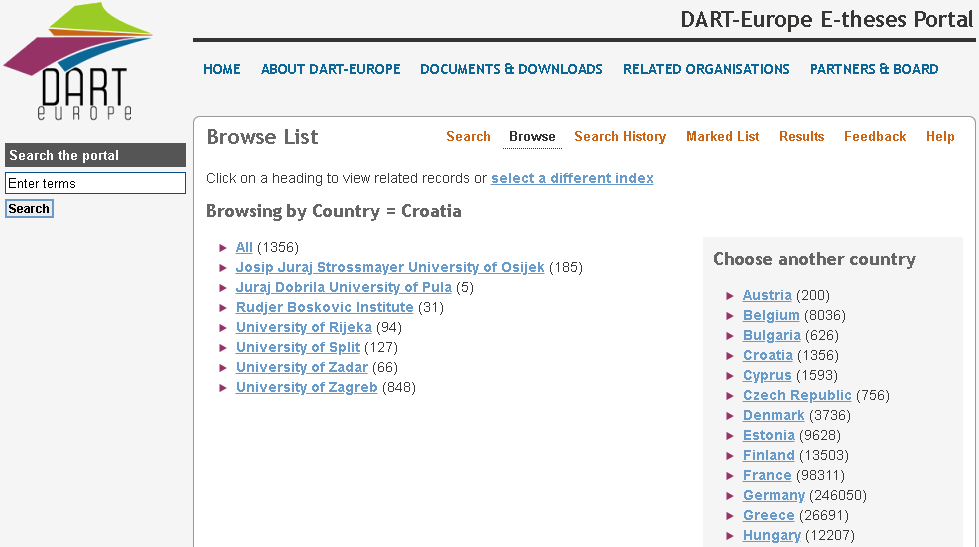 DART
europe
DART-Europe E-theses Portal
HOME ABOUT DART-EUROPE DOCUMENTS & DOWNLOADS RELATED ORGANISATIONS PARTNERS & BOARD
Search the portal
Enter terms
Search
Browse List
Search Browse Search History Marked List Results Feedback Help
Click on a heading to view related records or select a different index
Browsing by Country = Croatia
All (1356)
Josip Juraj Strossmayer University of Osijek (185)
Juraj Dobrila University of Pula (5)
Rudjer Boskovic Institute (31)
University of Rijeka (94)
University of Split (127)
University of Zadar (66)
University of Zagreb (848)
Choose another country
Austria (200)
Belgium (8036)
Bulgaria (626)
Croatia (1356)
Cyprus (1593)
Czech Republic (756)
Denmark (3736)
Estonia (9628)
Finland (13503)
France (98311)
Germany (246050)
Greece (26691)
Hungary (12207)